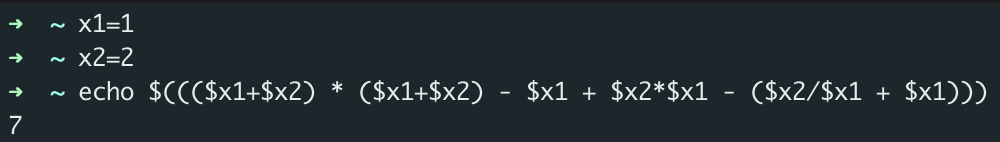 ➜ ~ x1=1
➜ ~ x2=2
➜ ~ echo $((($x1+$x2) * ($x1+$x2) - $x1 + $x2*$x1 - ($x2/$x1 + $x1)))
7